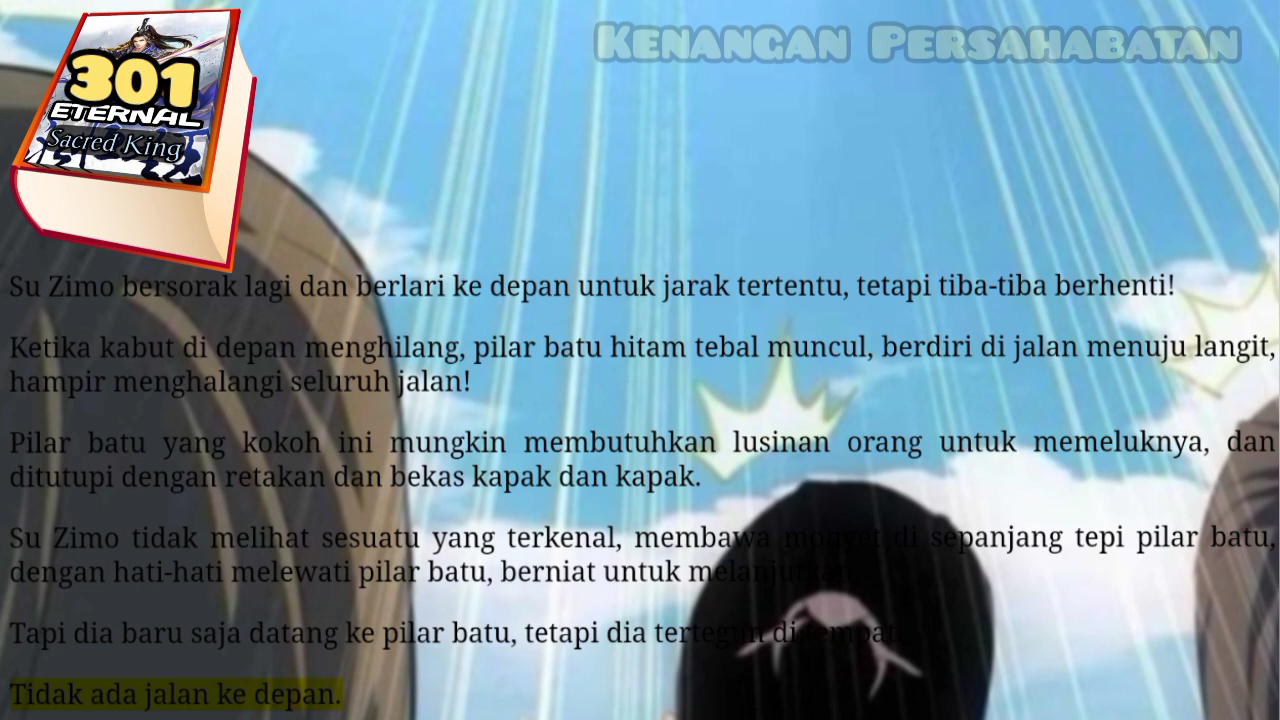 Kenangan Persahabatan
301
ETERNAL
Sacred King
Su Zimo bersorak lagi dan berlari ke depan untuk jarak tertentu, tetapi tiba-tiba berhenti!
Ketika kabut di depan menghilang, pilar batu hitam tebal muncul, berdiri di jalan menuju langit,
hampir menghalangi seluruh jalan!
Pilar batu yang kokoh ini mungkin membutuhkan lusinan orang untuk memeluknya, dan
ditutupi dengan retakan dan bekas kapak dan kapak.
Su Zimo tidak melihat sesuatu yang terkenal, membawa monyet di sepanjang tepi pilar batu,
dengan hati-hati melewati pilar batu, berniat untuk melanjutkan.
Tapi dia baru saja datang ke pilar batu, tetapi dia tertegun di tempat.
Tidak ada jalan ke depan.